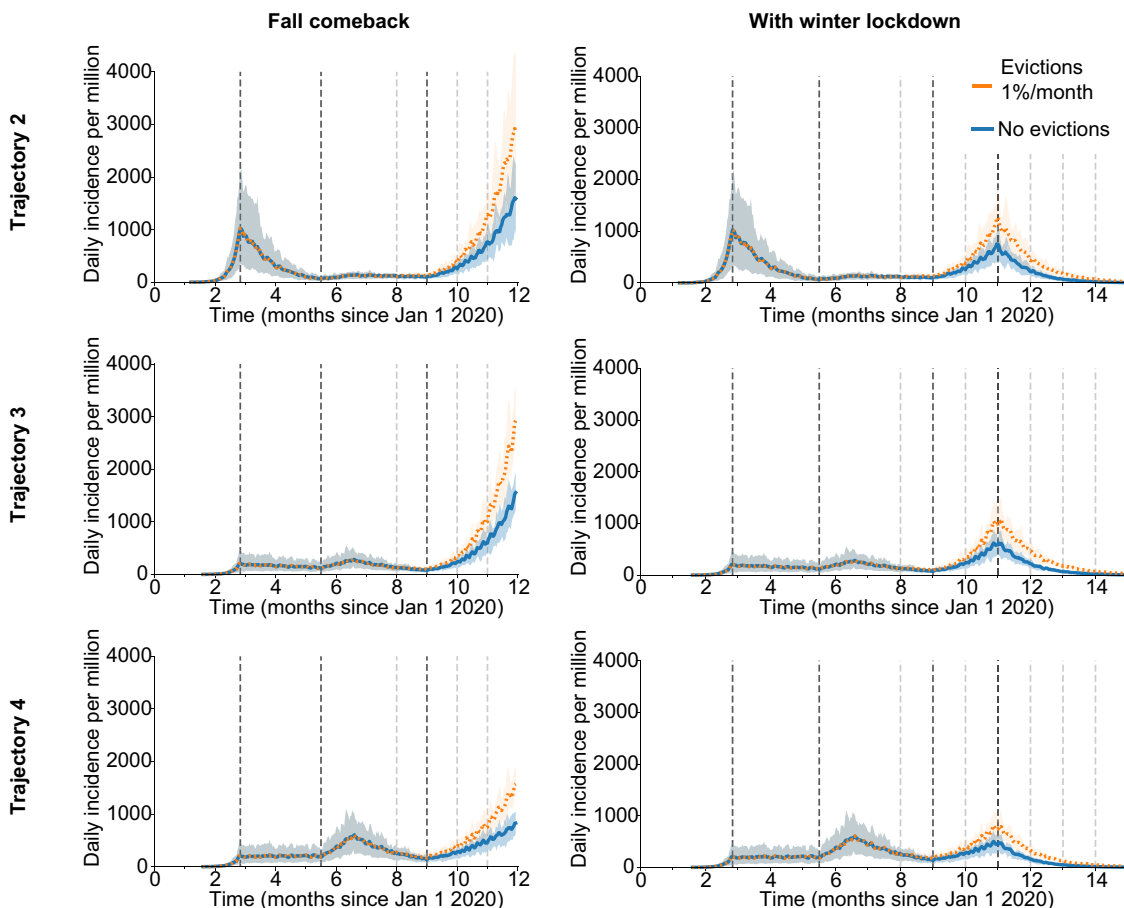 Fall comeback
With winter lockdown
Trajectory 2
Daily incidence per million
4000
3000
2000
1000
0
0 2 4 6 8 10 12
Time (months since Jan 1 2020)
Daily incidence per million
4000
3000
2000
1000
0
0 2 4 6 8 10 12 14
Time (months since Jan 1 2020)
Evictions
1%/month
No evictions
Trajectory 3
Daily incidence per million
4000
3000
2000
1000
0
0 2 4 6 8 10 12
Time (months since Jan 1 2020)
Daily incidence per million
4000
3000
2000
1000
0
0 2 4 6 8 10 12 14
Time (months since Jan 1 2020)
Trajectory 4
Daily incidence per million
4000
3000
2000
1000
0
0 2 4 6 8 10 12
Time (months since Jan 1 2020)
Daily incidence per million
4000
3000
2000
1000
0
0 2 4 6 8 10 12 14
Time (months since Jan 1 2020)